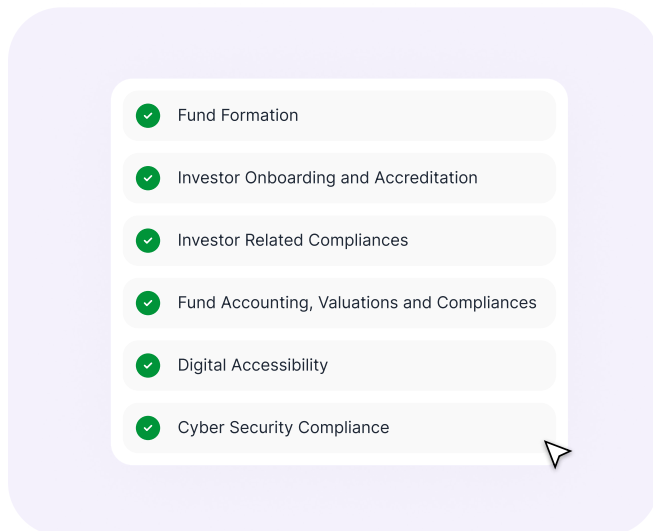 Fund Formation
Investor Onboarding and Accreditation
Investor Related Compliances
Fund Accounting, Valuations and Compliances
Digital Accessibility
Cyber Security Compliance